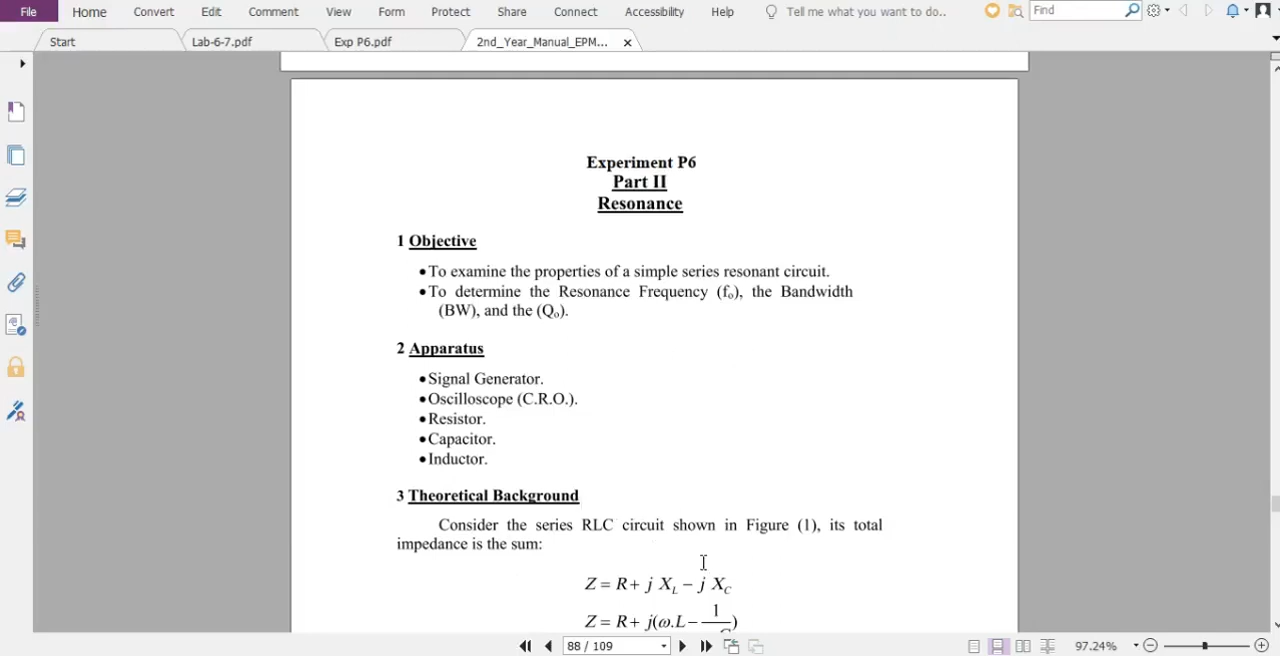 File Home Convert Edit Comment View Form Protect Share Connect Accessibility Help Tell me what you want to do.. Find
Start Lab-6-7.pdf Exp P6.pdf 2nd_Year_Manual_EPM...
Experiment P6
Part II
Resonance
1 Objective
•To examine the properties of a simple series resonant circuit.
•To determine the Resonance Frequency (fₒ), the Bandwidth
(BW), and the (Qₒ).
2 Apparatus
•Signal Generator.
•Oscilloscope (C.R.O.).
•Resistor.
•Capacitor.
•Inductor.
3 Theoretical Background
Consider the series RLC circuit shown in Figure (1), its total
impedance is the sum:
Z = R + j X_L − j X_C
Z = R + j(ω.L − 1
88 / 109 97.24%